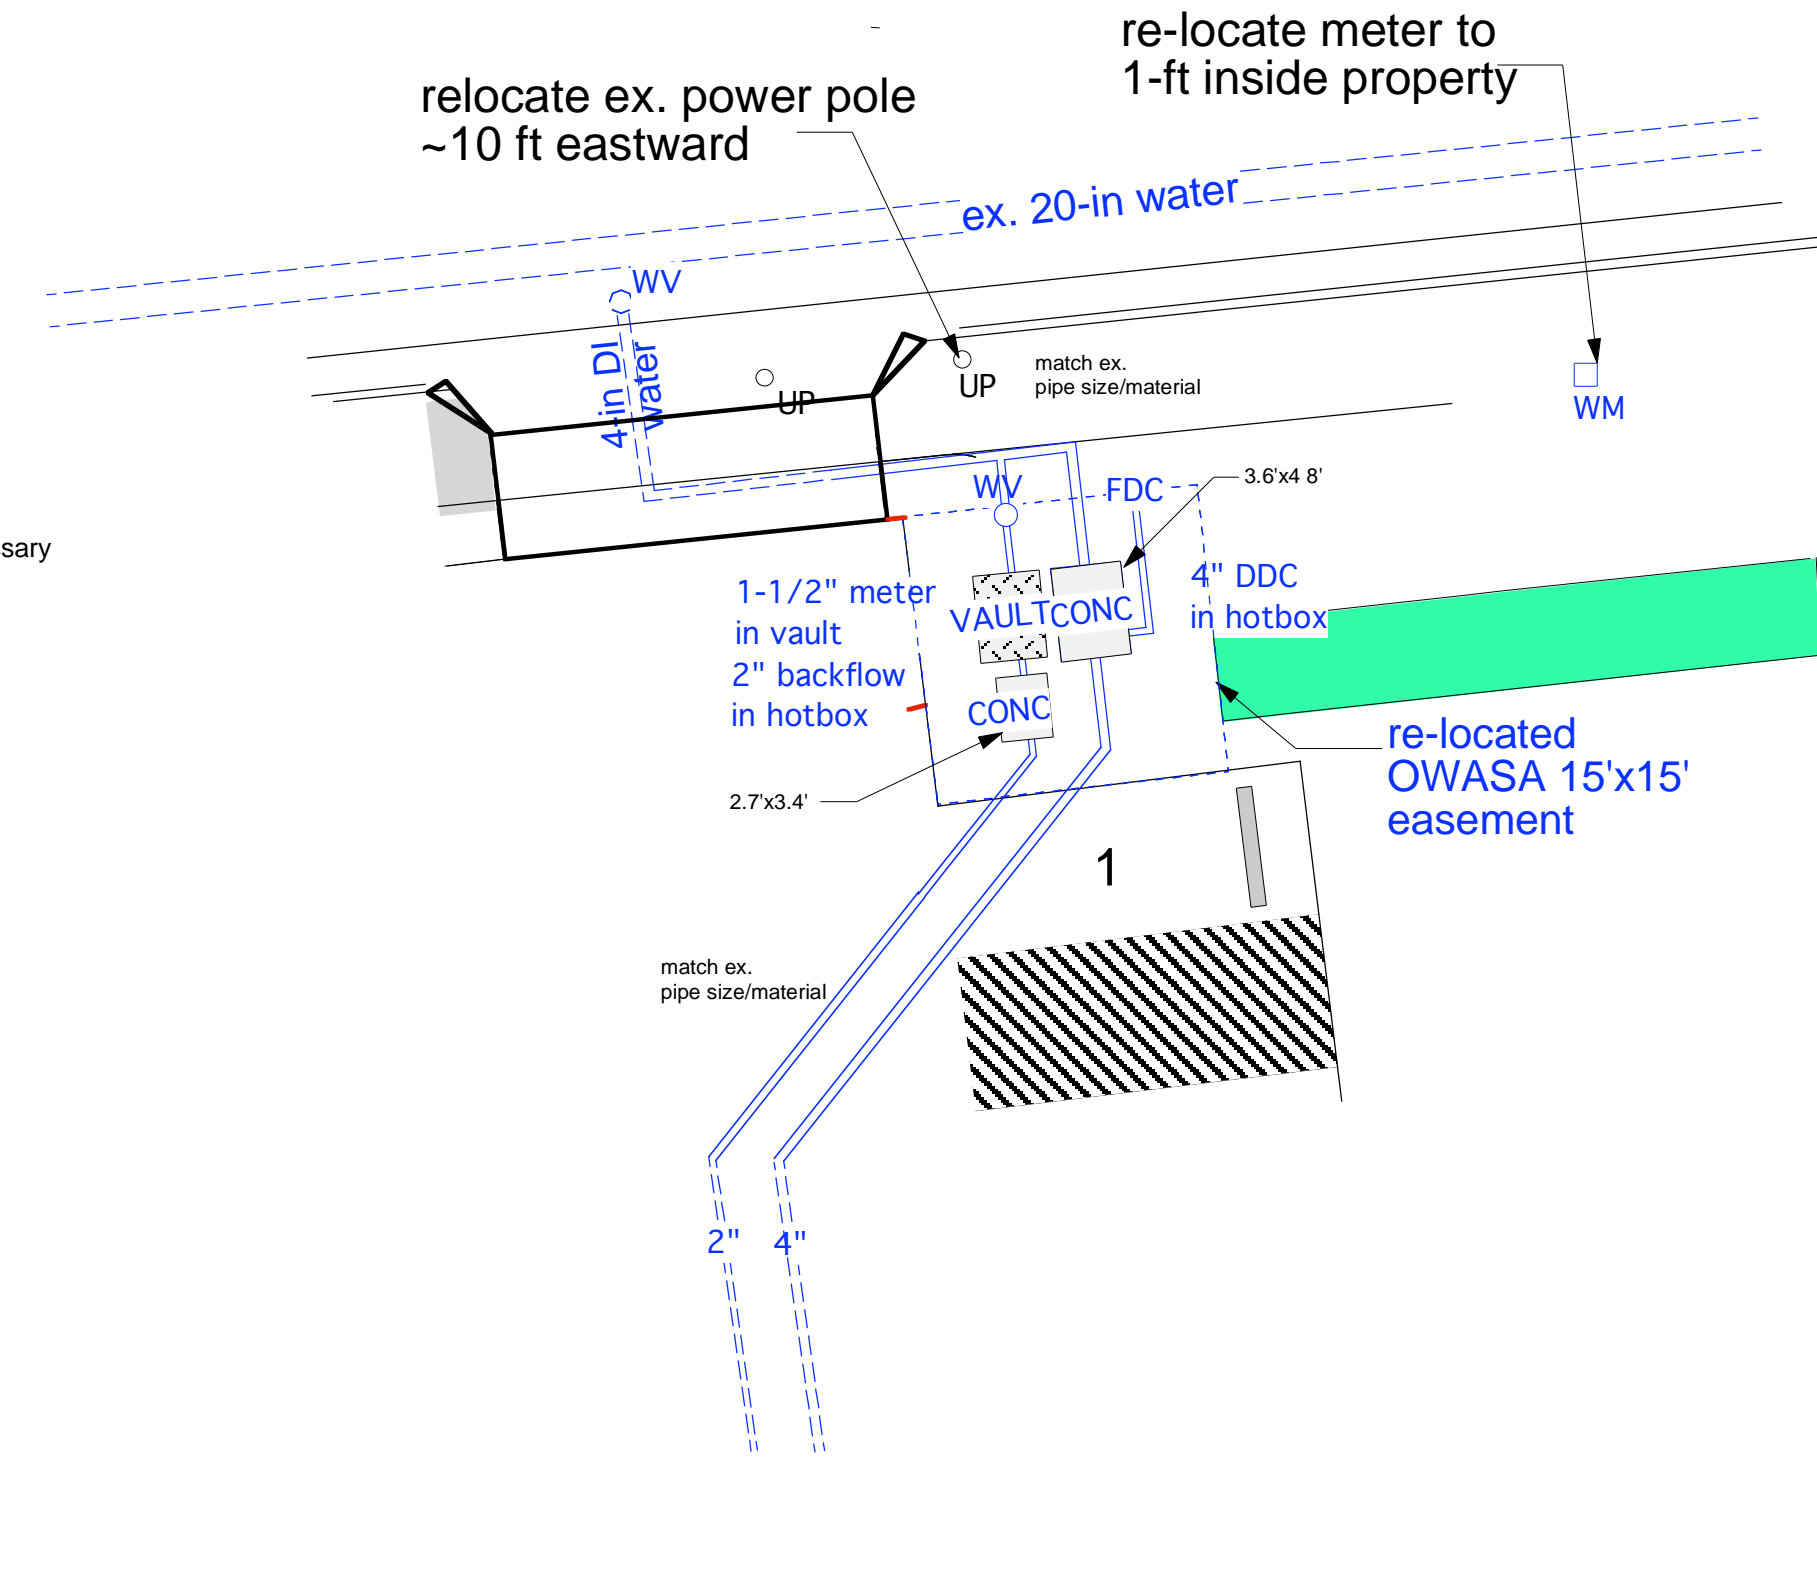 re-locate meter to
1-ft inside property
relocate ex. power pole
~10 ft eastward
ex. 20-in water
WV
4-in DI
water
UP
UP
match ex.
pipe size/material
WM
WV
FDC
3.6'x4 8'
ssary
1-1/2" meter
in vault
2" backflow
in hotbox
VAULT
CONC
4" DDC
in hotbox
CONC
re-located
OWASA 15'x15'
easement
2.7'x3.4'
1
match ex.
pipe size/material
2"
4"